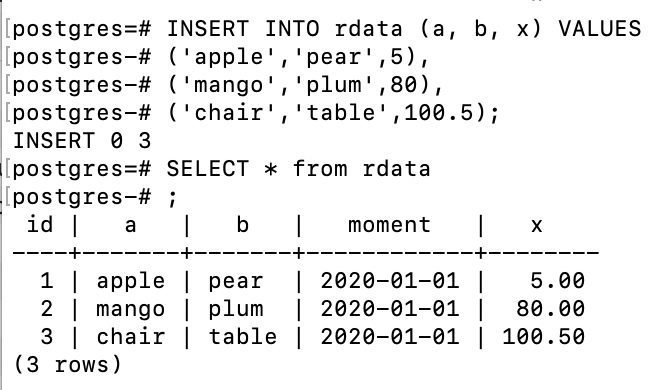 [postgres=# INSERT INTO rdata (a, b, x) VALUES
[postgres-# ('apple','pear',5),
[postgres-# ('mango','plum',80),
[postgres-# ('chair','table',100.5);
INSERT 0 3
[postgres=# SELECT * from rdata
[postgres-# ;
 id |   a   |   b   |   moment   |   x
----+-------+-------+------------+--------
  1 | apple | pear  | 2020-01-01 |   5.00
  2 | mango | plum  | 2020-01-01 |  80.00
  3 | chair | table | 2020-01-01 | 100.50
(3 rows)